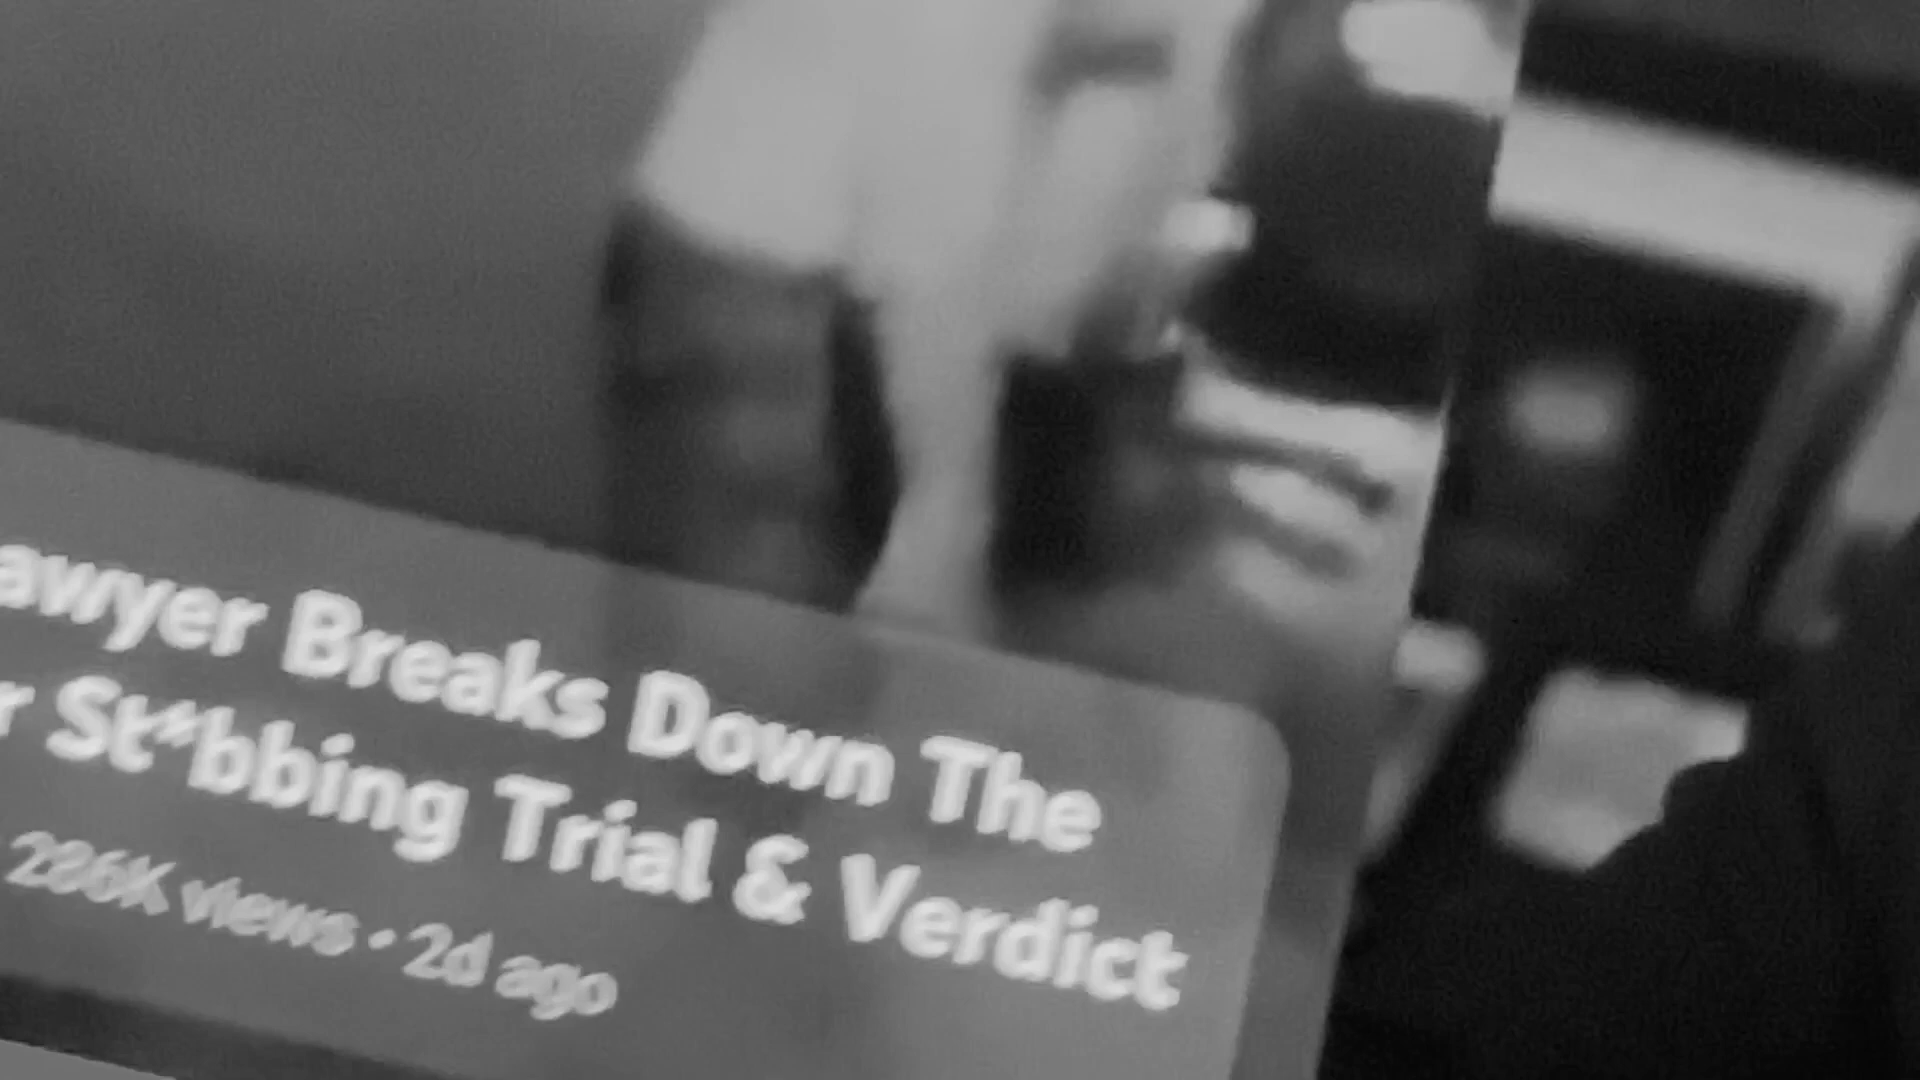 awyer Breaks Down The
r St*bbing Trial & Verdict
286K views • 2d ago